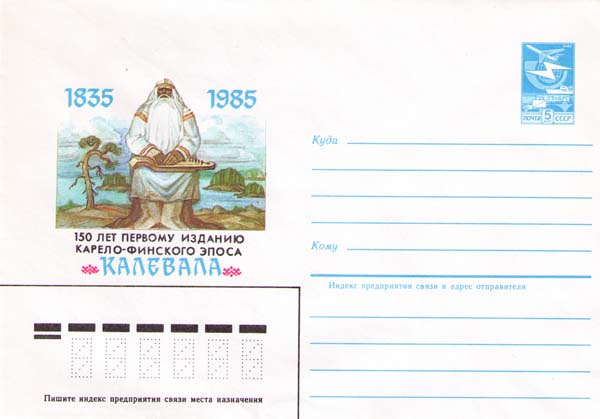 1835 1985
150 ЛЕТ ПЕРВОМУ ИЗДАНИЮ
КАРЕЛО-ФИНСКОГО ЭПОСА
КАЛЕВАЛА
ПОЧТА 5 СССР
Куда
Кому
Индекс предприятия связи и адрес отправителя
Пишите индекс предприятия связи места назначения